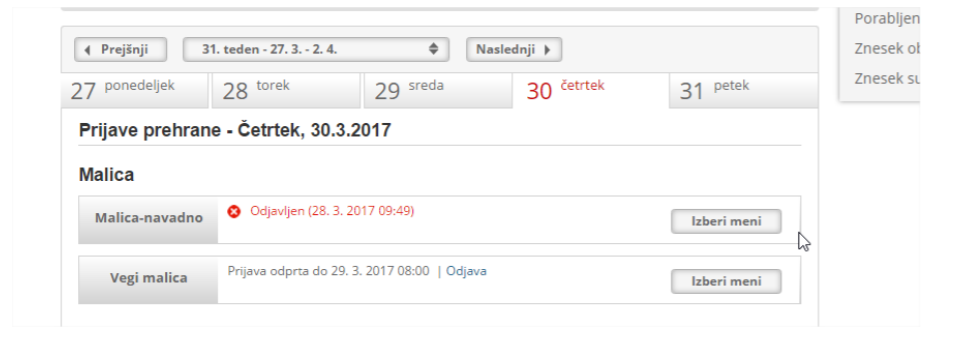 Prejšnji 31. teden - 27. 3. - 2. 4. Naslednji
27 ponedeljek 28 torek 29 sreda 30 četrtek 31 petek
Prijave prehrane - Četrtek, 30.3.2017
Malica
Malica-navadno Odjavljen (28. 3. 2017 09:49) Izberi meni
Vegi malica Prijava odprta do 29. 3. 2017 08:00 | Odjava Izberi meni
Porabljen
Znesek
Znesek